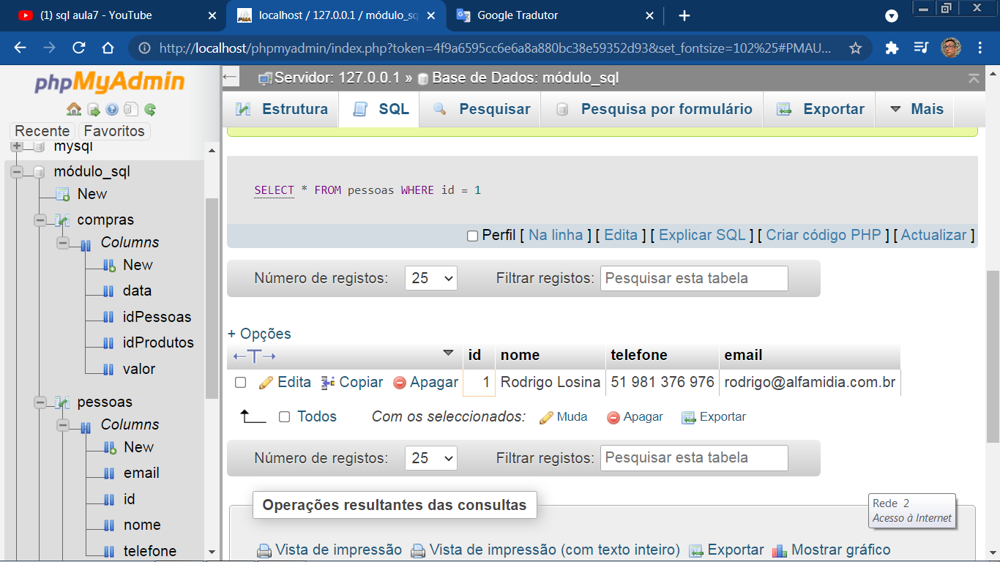 (1) sql aula7 - YouTube
localhost / 127.0.0.1 / módulo_sq
Google Tradutor
http://localhost/phpmyadmin/index.php?token=4f9a6595cc6e6a8a880bc38e59352d93&set_fontsize=102%25#PMAU...
phpMyAdmin
Recente
Favoritos
mysql
módulo_sql
New
compras
Columns
New
data
idPessoas
idProdutos
valor
pessoas
Columns
New
email
id
nome
telefone
Servidor: 127.0.0.1 » Base de Dados: módulo_sql
Estrutura
SQL
Pesquisar
Pesquisa por formulário
Exportar
Mais
SELECT * FROM pessoas WHERE id = 1
Perfil [ Na linha ] [ Edita ] [ Explicar SQL ] [ Criar código PHP ] [ Actualizar ]
Número de registos: 25 Filtrar registos: Pesquisar esta tabela
+ Opções
←T→ id nome telefone email
Edita Copiar Apagar 1 Rodrigo Losina 51 981 376 976 rodrigo@alfamidia.com.br
Todos Com os seleccionados: Muda Apagar Exportar
Número de registos: 25 Filtrar registos: Pesquisar esta tabela
Operações resultantes das consultas
Rede 2
Acesso à Internet
Vista de impressão Vista de impressão (com texto inteiro) Exportar Mostrar gráfico